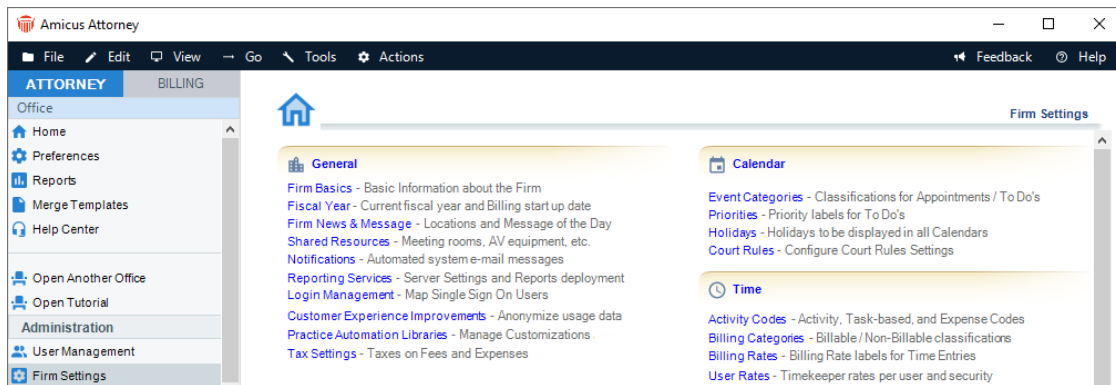 Amicus Attorney
File Edit View Go Tools Actions Feedback Help
ATTORNEY BILLING
Office
Home
Preferences
Reports
Merge Templates
Help Center
Open Another Office
Open Tutorial
Administration
User Management
Firm Settings
Firm Settings
General
Firm Basics - Basic Information about the Firm
Fiscal Year - Current fiscal year and Billing start up date
Firm News & Message - Locations and Message of the Day
Shared Resources - Meeting rooms, AV equipment, etc.
Notifications - Automated system e-mail messages
Reporting Services - Server Settings and Reports deployment
Login Management - Map Single Sign On Users
Customer Experience Improvements - Anonymize usage data
Practice Automation Libraries - Manage Customizations
Tax Settings - Taxes on Fees and Expenses
Calendar
Event Categories - Classifications for Appointments / To Do's
Priorities - Priority labels for To Do's
Holidays - Holidays to be displayed in all Calendars
Court Rules - Configure Court Rules Settings
Time
Activity Codes - Activity, Task-based, and Expense Codes
Billing Categories - Billable / Non-Billable classifications
Billing Rates - Billing Rate labels for Time Entries
User Rates - Timekeeper rates per user and security